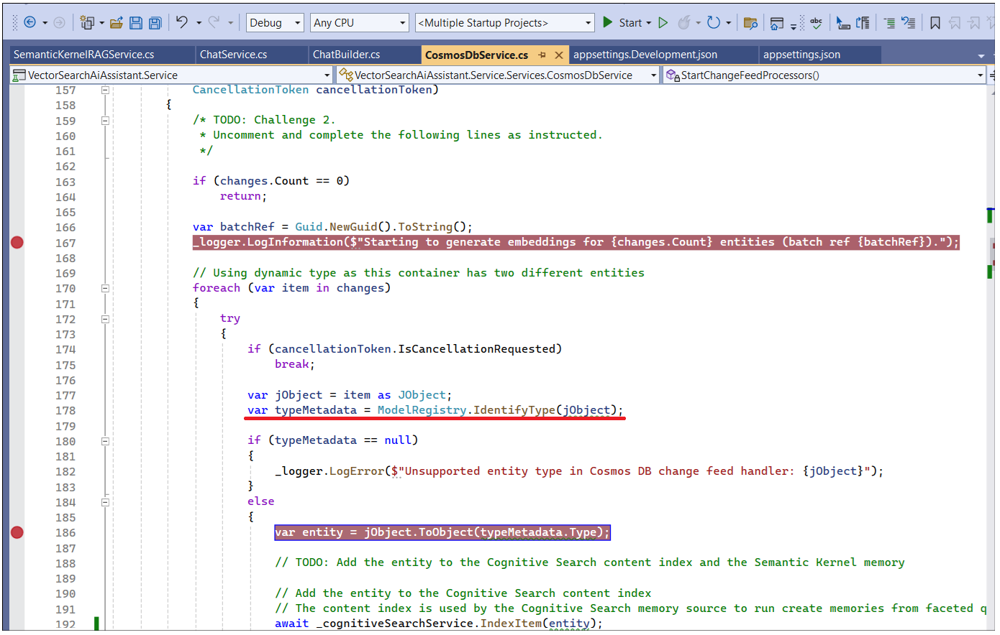 Debug Any CPU <Multiple Startup Projects> Start abc
SemanticKernelRAGService.cs ChatService.cs ChatBuilder.cs CosmosDbService.cs appsettings.Development.json appsettings.json
VectorSearchAiAssistant.Service VectorSearchAiAssistant.Service.Services.CosmosDbService StartChangeFeedProcessors()
157 CancellationToken cancellationToken)
158 {
159 /* TODO: Challenge 2.
160 * Uncomment and complete the following lines as instructed.
161 */
162
163 if (changes.Count == 0)
164 return;
165
166 var batchRef = Guid.NewGuid().ToString();
167 _logger.LogInformation($"Starting to generate embeddings for {changes.Count} entities (batch ref {batchRef}).");
168
169 // Using dynamic type as this container has two different entities
170 foreach (var item in changes)
171 {
172 try
173 {
174 if (cancellationToken.IsCancellationRequested)
175 break;
176
177 var jObject = item as JObject;
178 var typeMetadata = ModelRegistry.IdentifyType(jObject);
179
180 if (typeMetadata == null)
181 {
182 _logger.LogError($"Unsupported entity type in Cosmos DB change feed handler: {jObject}");
183 }
184 else
185 {
186 var entity = jObject.ToObject(typeMetadata.Type);
187
188 // TODO: Add the entity to the Cognitive Search content index and the Semantic Kernel memory
189
190 // Add the entity to the Cognitive Search content index
191 // The content index is used by the Cognitive Search memory source to run create memories from faceted q
192 await _cognitiveSearchService.IndexItem(entity);